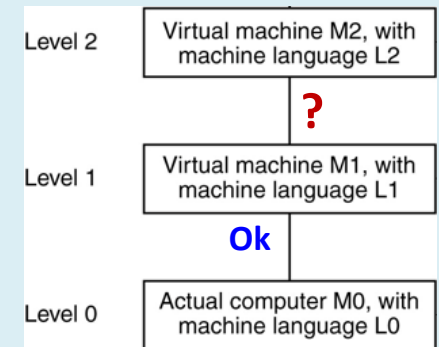 Level 2
Virtual machine M2, with
machine language L2
?
Level 1
Virtual machine M1, with
machine language L1
Ok
Level 0
Actual computer M0, with
machine language L0